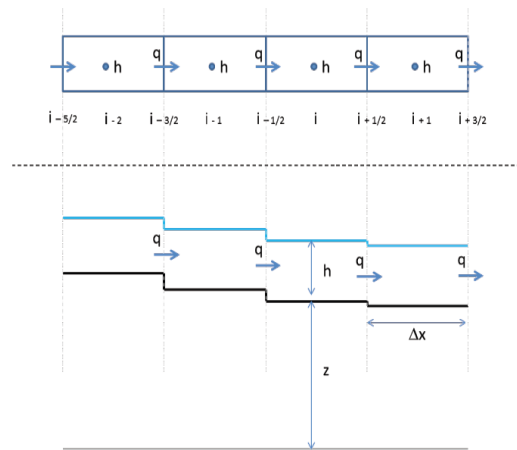 q q q q
h h h h
i – 5/2 i - 2 i – 3/2 i - 1 i – 1/2 i i + 1/2 i + 1 i + 3/2
q
q
q q
h
Δx
z